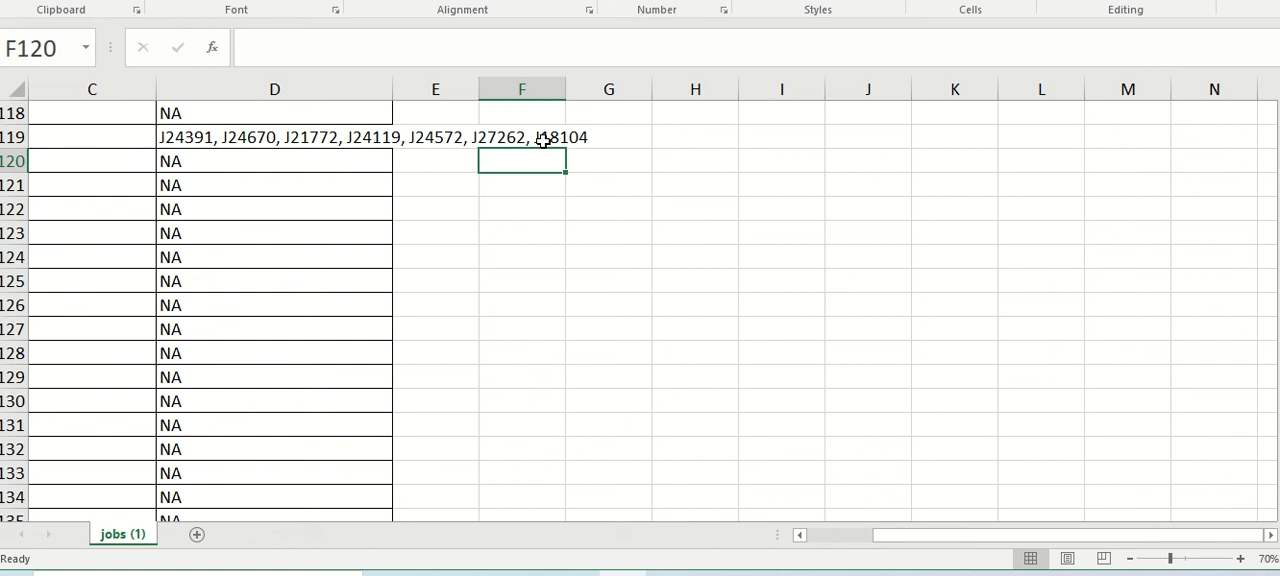 Clipboard Font Alignment Number Styles Cells Editing
F120 fx
C D E F G H I J K L M N
118 NA
119 J24391, J24670, J21772, J24119, J24572, J27262, J18104
120 NA
121 NA
122 NA
123 NA
124 NA
125 NA
126 NA
127 NA
128 NA
129 NA
130 NA
131 NA
132 NA
133 NA
134 NA
135 NA
jobs (1)
Ready 70%